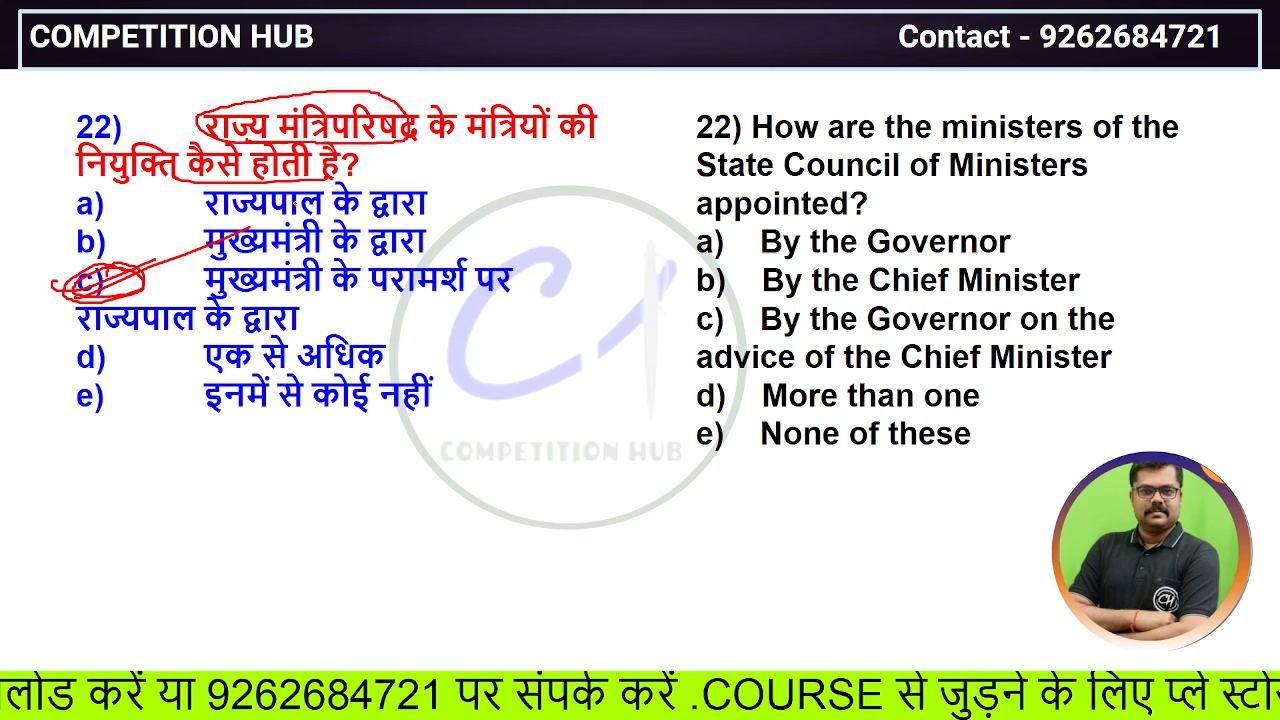 COMPETITION HUB
Contact - 9262684721
22) राज्य मंत्रिपरिषद के मंत्रियों की
नियुक्ति कैसे होती है?
a) राज्यपाल के द्वारा
b) मुख्यमंत्री के द्वारा
c) मुख्यमंत्री के परामर्श पर
राज्यपाल के द्वारा
d) एक से अधिक
e) इनमें से कोई नहीं
22) How are the ministers of the
State Council of Ministers
appointed?
a) By the Governor
b) By the Chief Minister
c) By the Governor on the
advice of the Chief Minister
d) More than one
e) None of these
COMPETITION HUB
CH
लोड करें या 9262684721 पर संपर्क करें .COURSE से जुड़ने के लिए प्ले स्टो